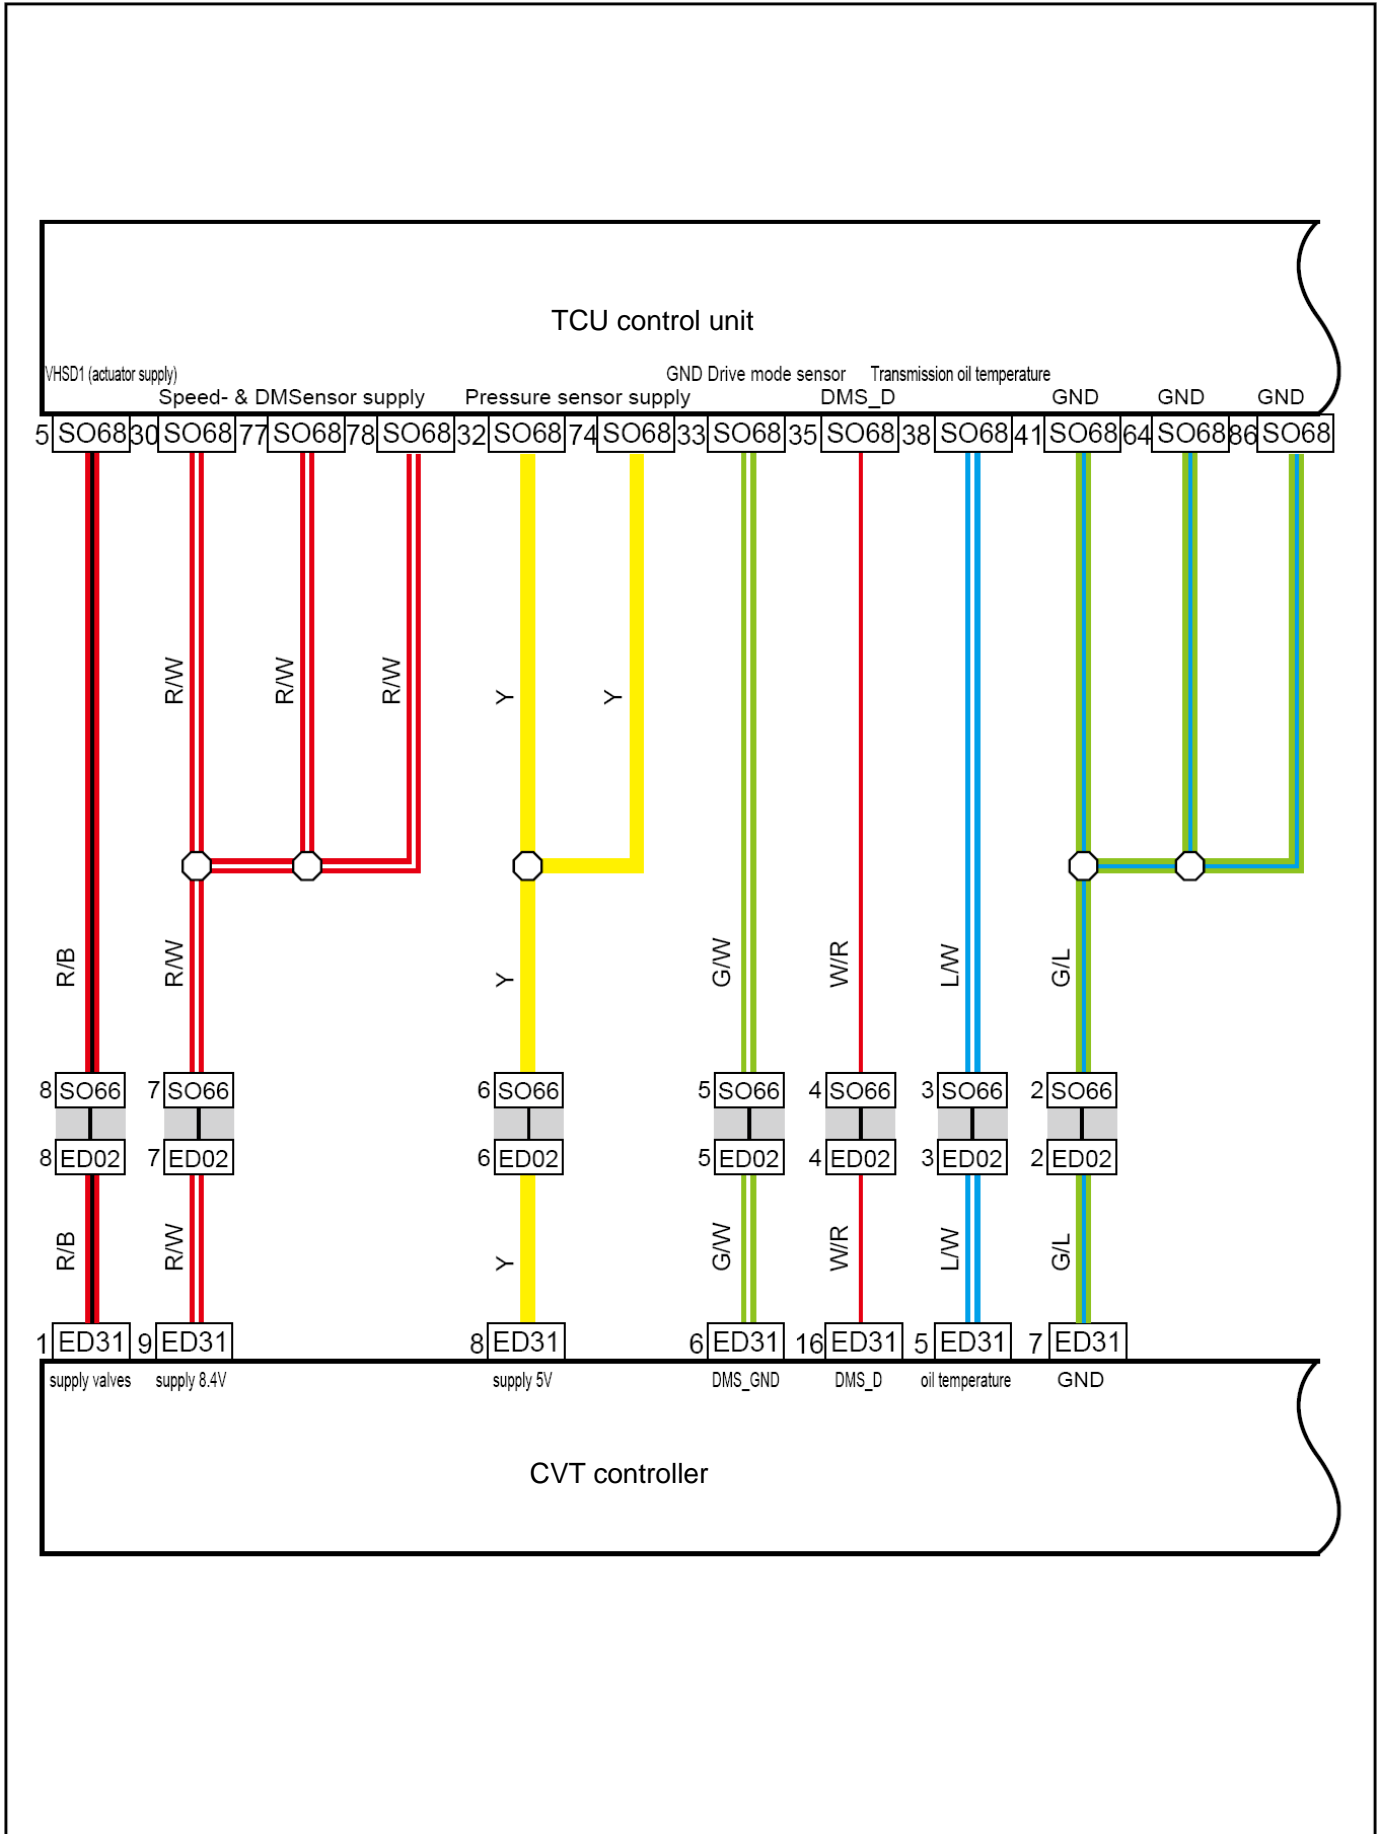 TCU control unit
VHSD1 (actuator supply) GND Drive mode sensor Transmission oil temperature
Speed- & DMSensor supply Pressure sensor supply DMS_D GND GND GND
5 SO68 30 SO68 77 SO68 78 SO68 32 SO68 74 SO68 33 SO68 35 SO68 38 SO68 41 SO68 64 SO68 86 SO68
R/W R/W R/W Y Y
R/B R/W Y G/W W/R L/W G/L
8 SO66 7 SO66 6 SO66 5 SO66 4 SO66 3 SO66 2 SO66
8 ED02 7 ED02 6 ED02 5 ED02 4 ED02 3 ED02 2 ED02
R/B R/W Y G/W W/R L/W G/L
1 ED31 9 ED31 8 ED31 6 ED31 16 ED31 5 ED31 7 ED31
supply valves supply 8.4V supply 5V DMS_GND DMS_D oil temperature GND
CVT controller